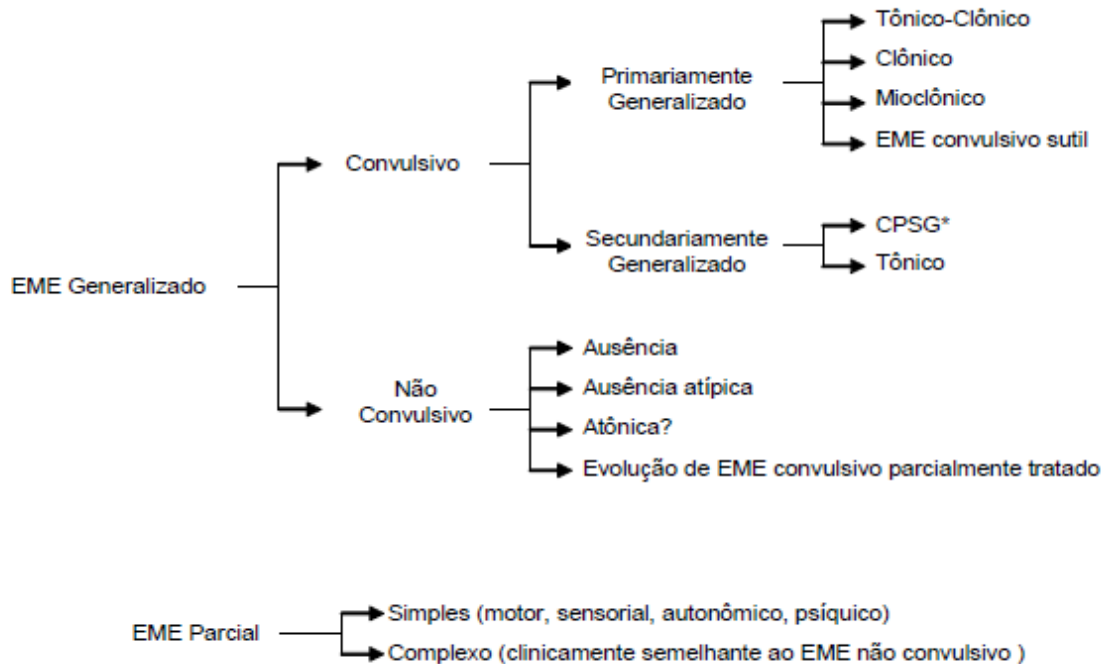 Tônico-Clônico
Clônico
Primariamente
Generalizado
Mioclônico
EME convulsivo sutil
Convulsivo
CPSG*
Secundariamente
Generalizado
Tônico
EME Generalizado
Ausência
Não
Convulsivo
Ausência atípica
Atônica?
Evolução de EME convulsivo parcialmente tratado
Simples (motor, sensorial, autonômico, psíquico)
EME Parcial
Complexo (clinicamente semelhante ao EME não convulsivo )